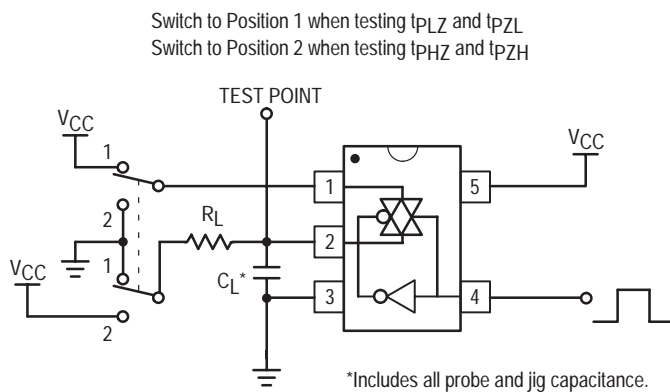 Switch to Position 1 when testing tPLZ and tPZL
Switch to Position 2 when testing tPHZ and tPZH
TEST POINT
VCC
VCC
1
1
5
RL
2
2
VCC
1
CL*
3
4
2
*Includes all probe and jig capacitance.